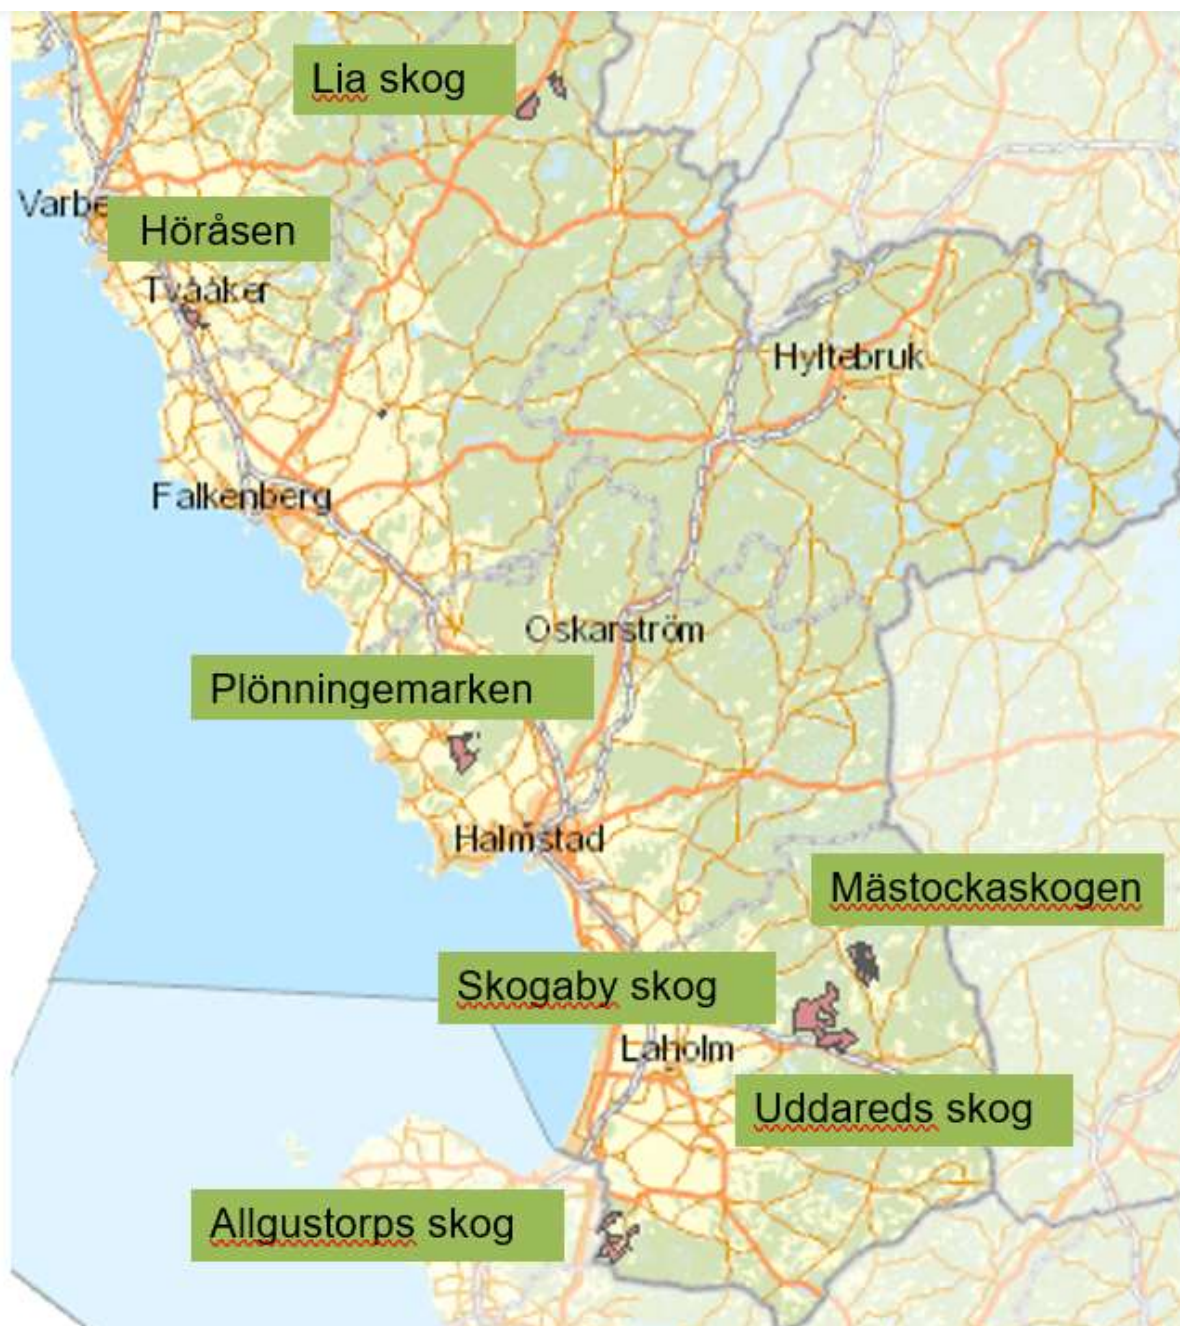 Lia skog
Varbe
Höråsen
Tvååker
Hyltebruk
Falkenberg
Oskarström
Plönningemarken
Halmstad
Mästockaskogen
Skogaby skog
Laholm
Uddareds skog
Allgustorps skog